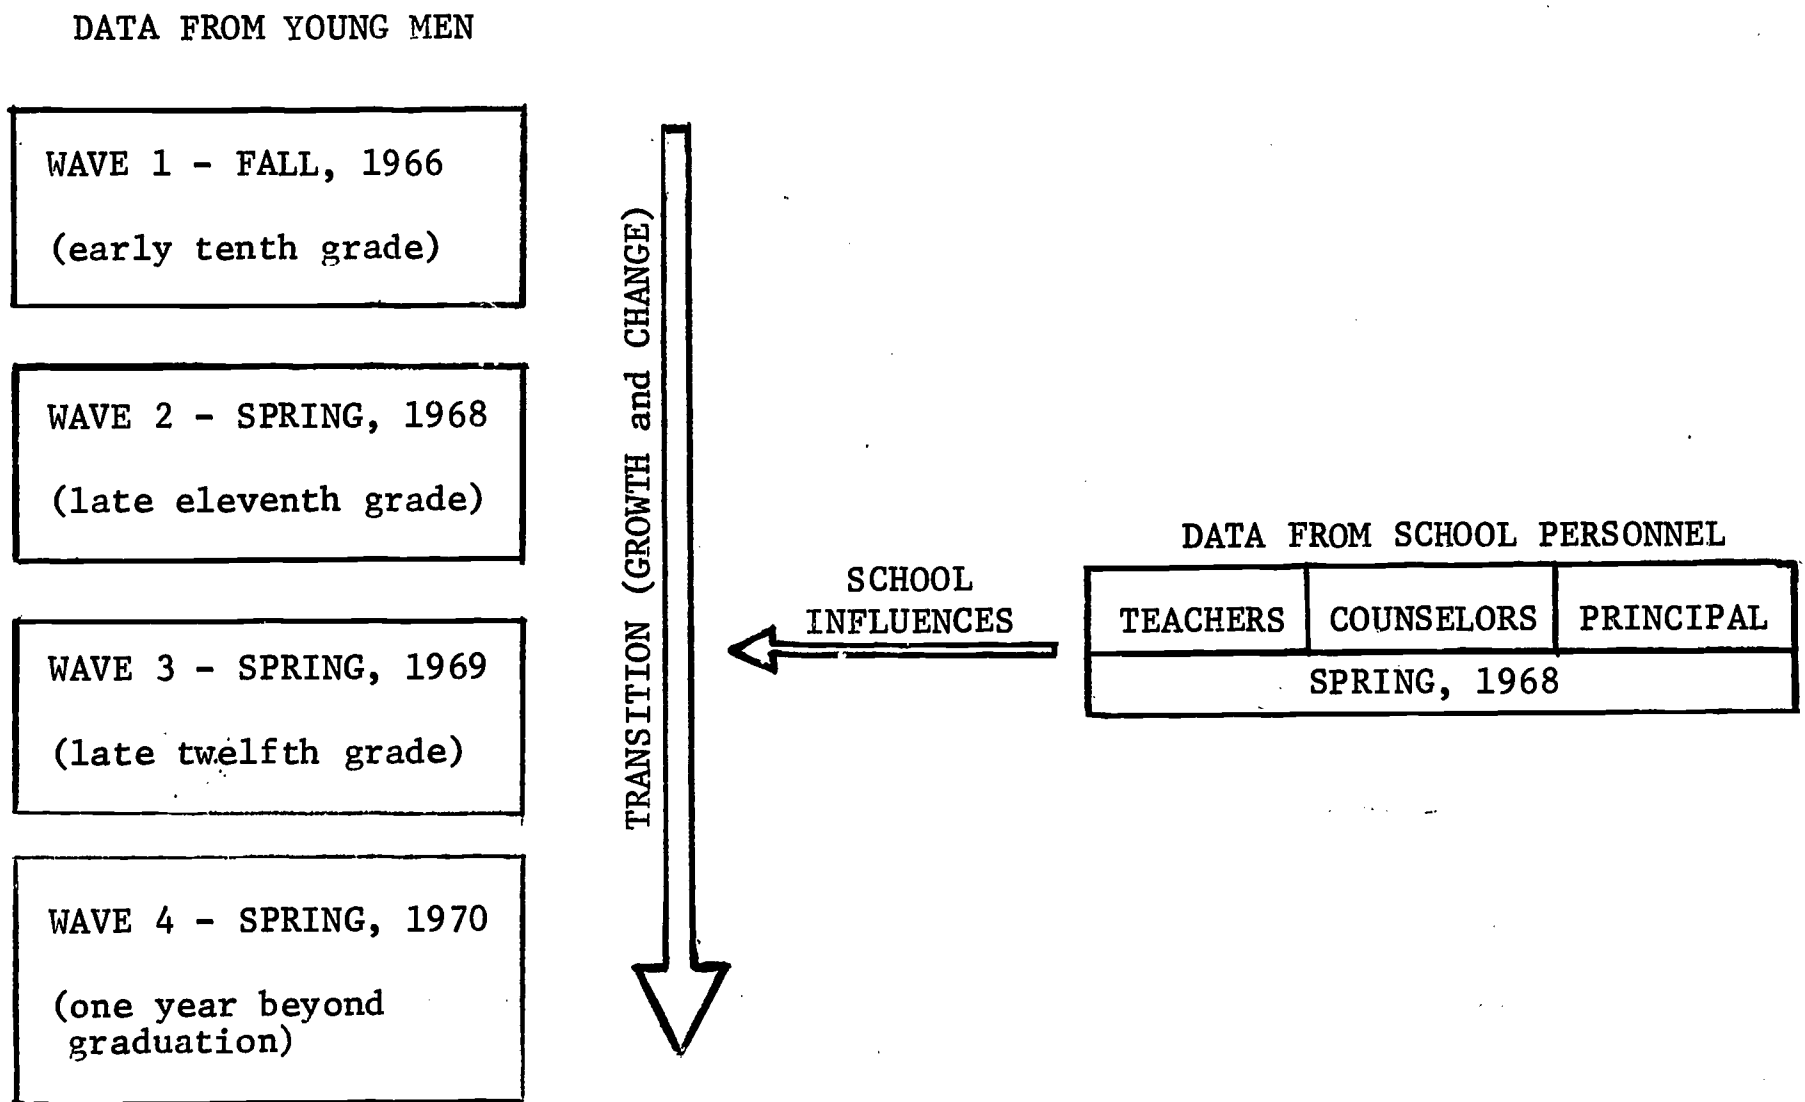 DATA FROM YOUNG MEN
WAVE 1 - FALL, 1966
(early tenth grade)
WAVE 2 - SPRING, 1968
(late eleventh grade)
WAVE 3 - SPRING, 1969
(late twelfth grade)
WAVE 4 - SPRING, 1970
(one year beyond
graduation)
TRANSITION (GROWTH and CHANGE)
SCHOOL
INFLUENCES
DATA FROM SCHOOL PERSONNEL
TEACHERS COUNSELORS PRINCIPAL
SPRING, 1968